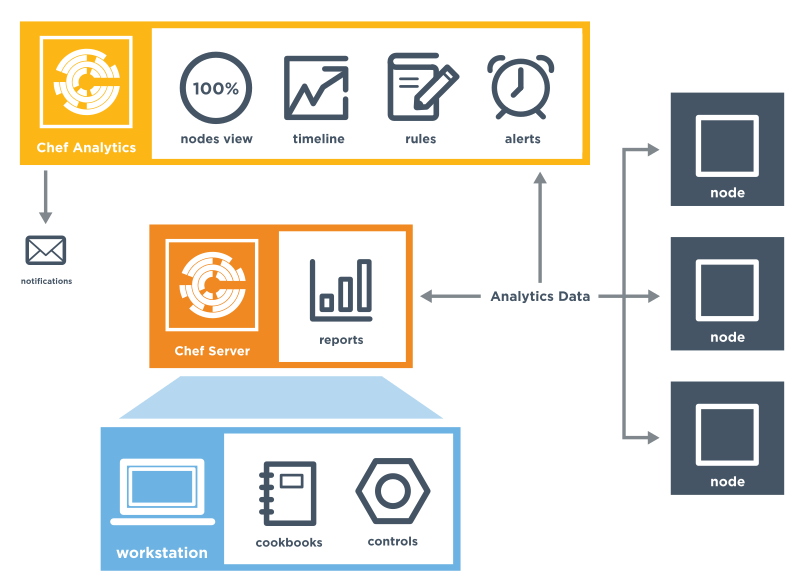 Chef Analytics
100%
nodes view
timeline
rules
alerts
notifications
Chef Server
reports
Analytics Data
node
node
node
workstation
cookbooks
controls